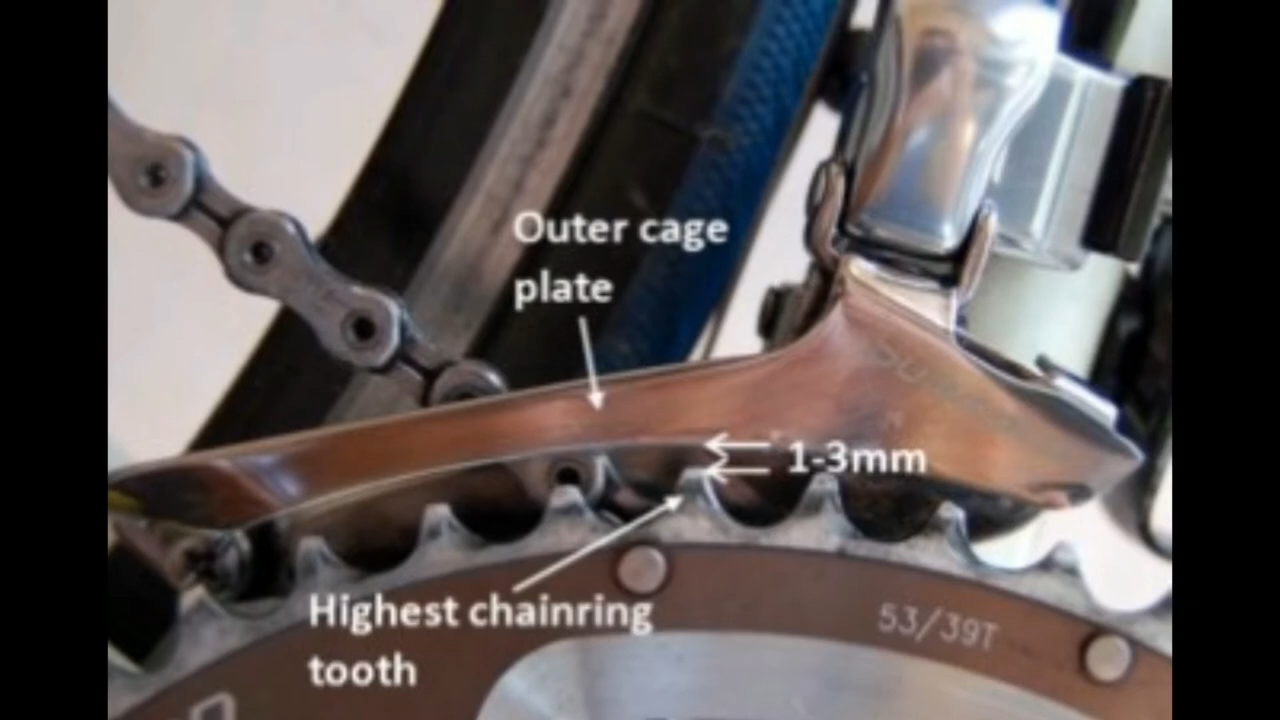 Outer cage
plate
1-3mm
Highest chainring
tooth
53/39T